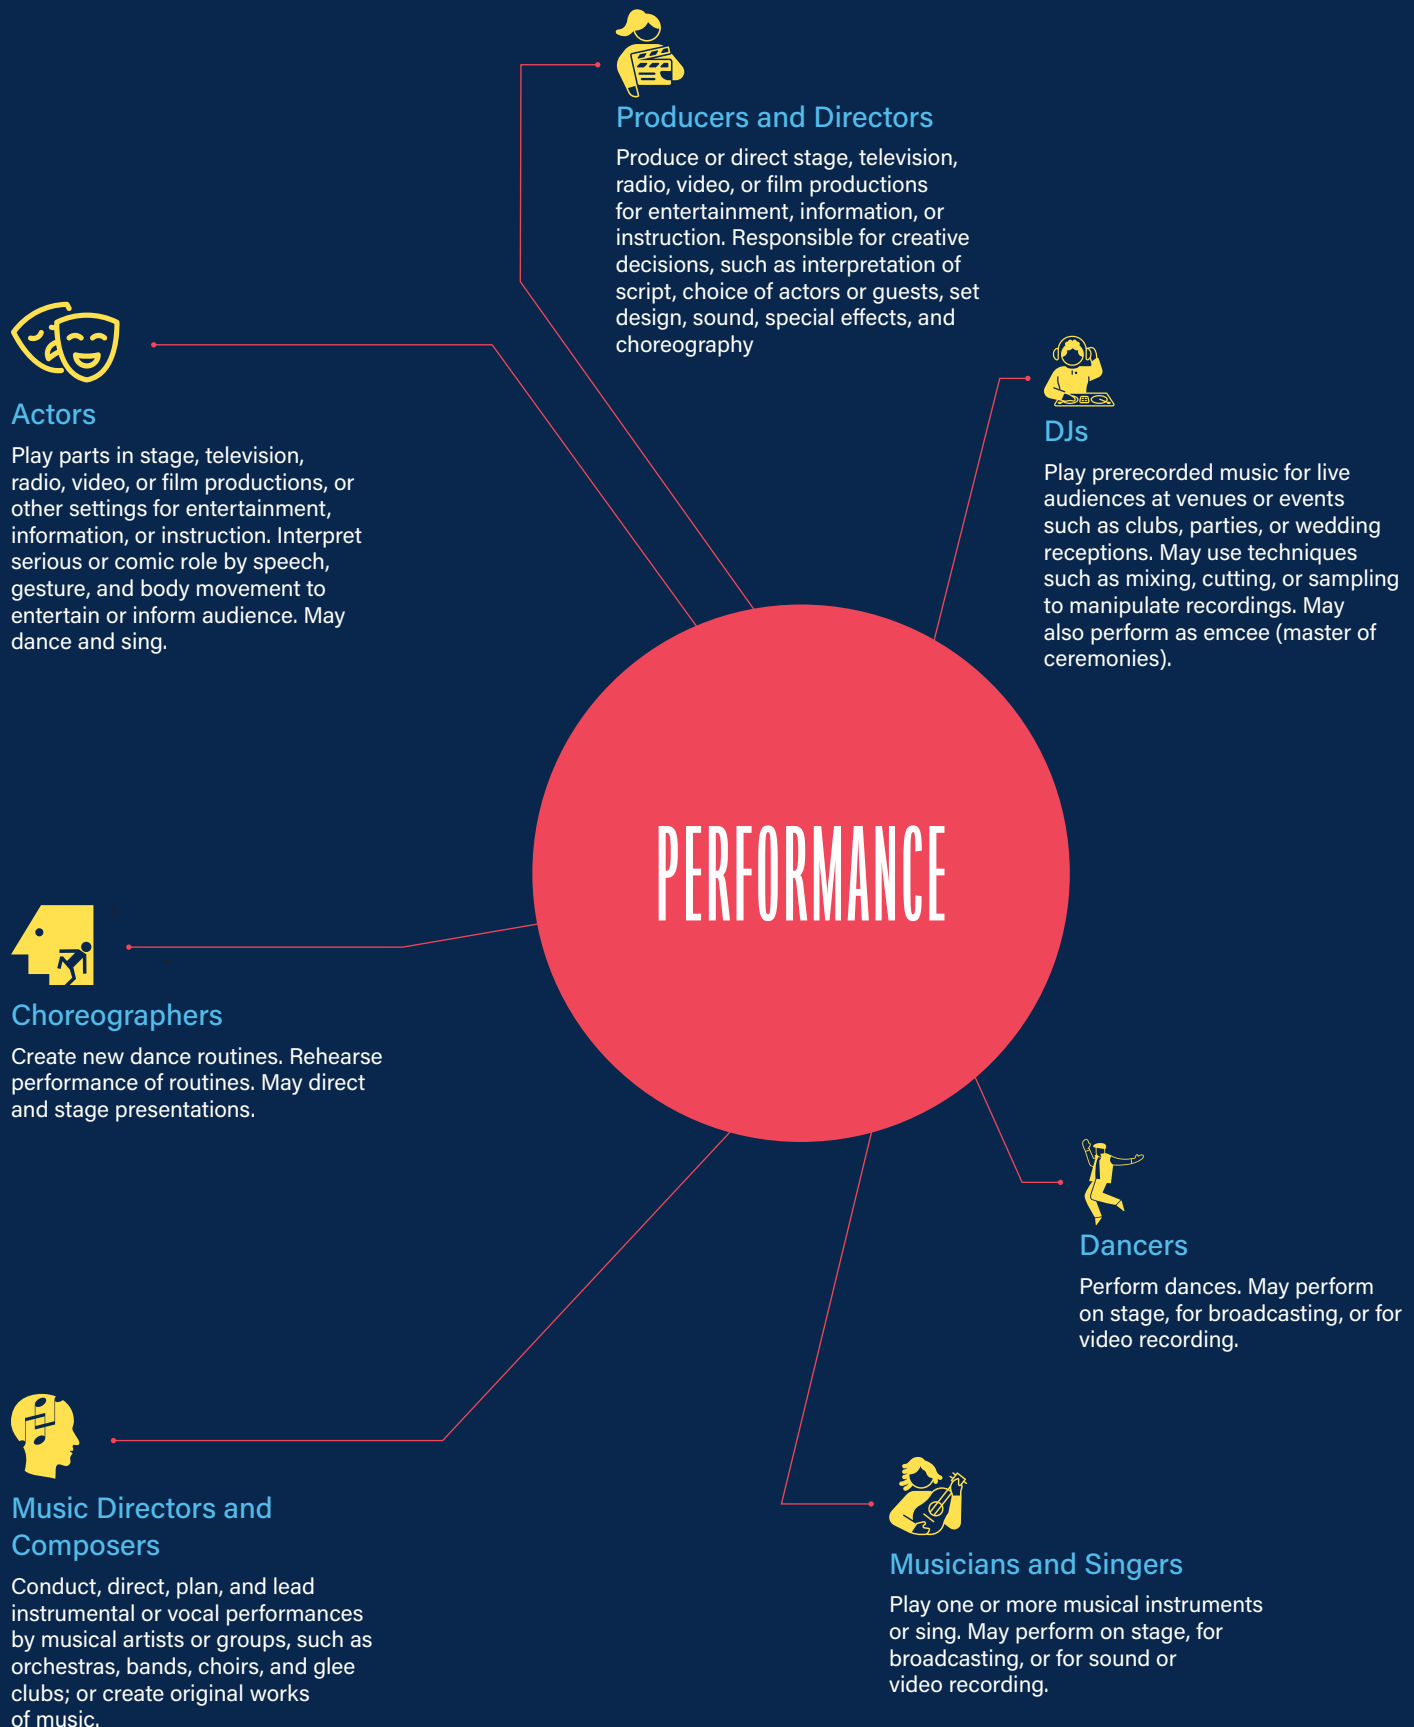 Producers and Directors
Produce or direct stage, television,
radio, video, or film productions
for entertainment, information, or
instruction. Responsible for creative
decisions, such as interpretation of
script, choice of actors or guests, set
design, sound, special effects, and
choreography
Actors
Play parts in stage, television,
radio, video, or film productions, or
other settings for entertainment,
information, or instruction. Interpret
serious or comic role by speech,
gesture, and body movement to
entertain or inform audience. May
dance and sing.
DJs
Play prerecorded music for live
audiences at venues or events
such as clubs, parties, or wedding
receptions. May use techniques
such as mixing, cutting, or sampling
to manipulate recordings. May
also perform as emcee (master of
ceremonies).
PERFORMANCE
Choreographers
Create new dance routines. Rehearse
performance of routines. May direct
and stage presentations.
Dancers
Perform dances. May perform
on stage, for broadcasting, or for
video recording.
Music Directors and
Composers
Conduct, direct, plan, and lead
instrumental or vocal performances
by musical artists or groups, such as
orchestras, bands, choirs, and glee
clubs; or create original works
of music.
Musicians and Singers
Play one or more musical instruments
or sing. May perform on stage, for
broadcasting, or for sound or
video recording.